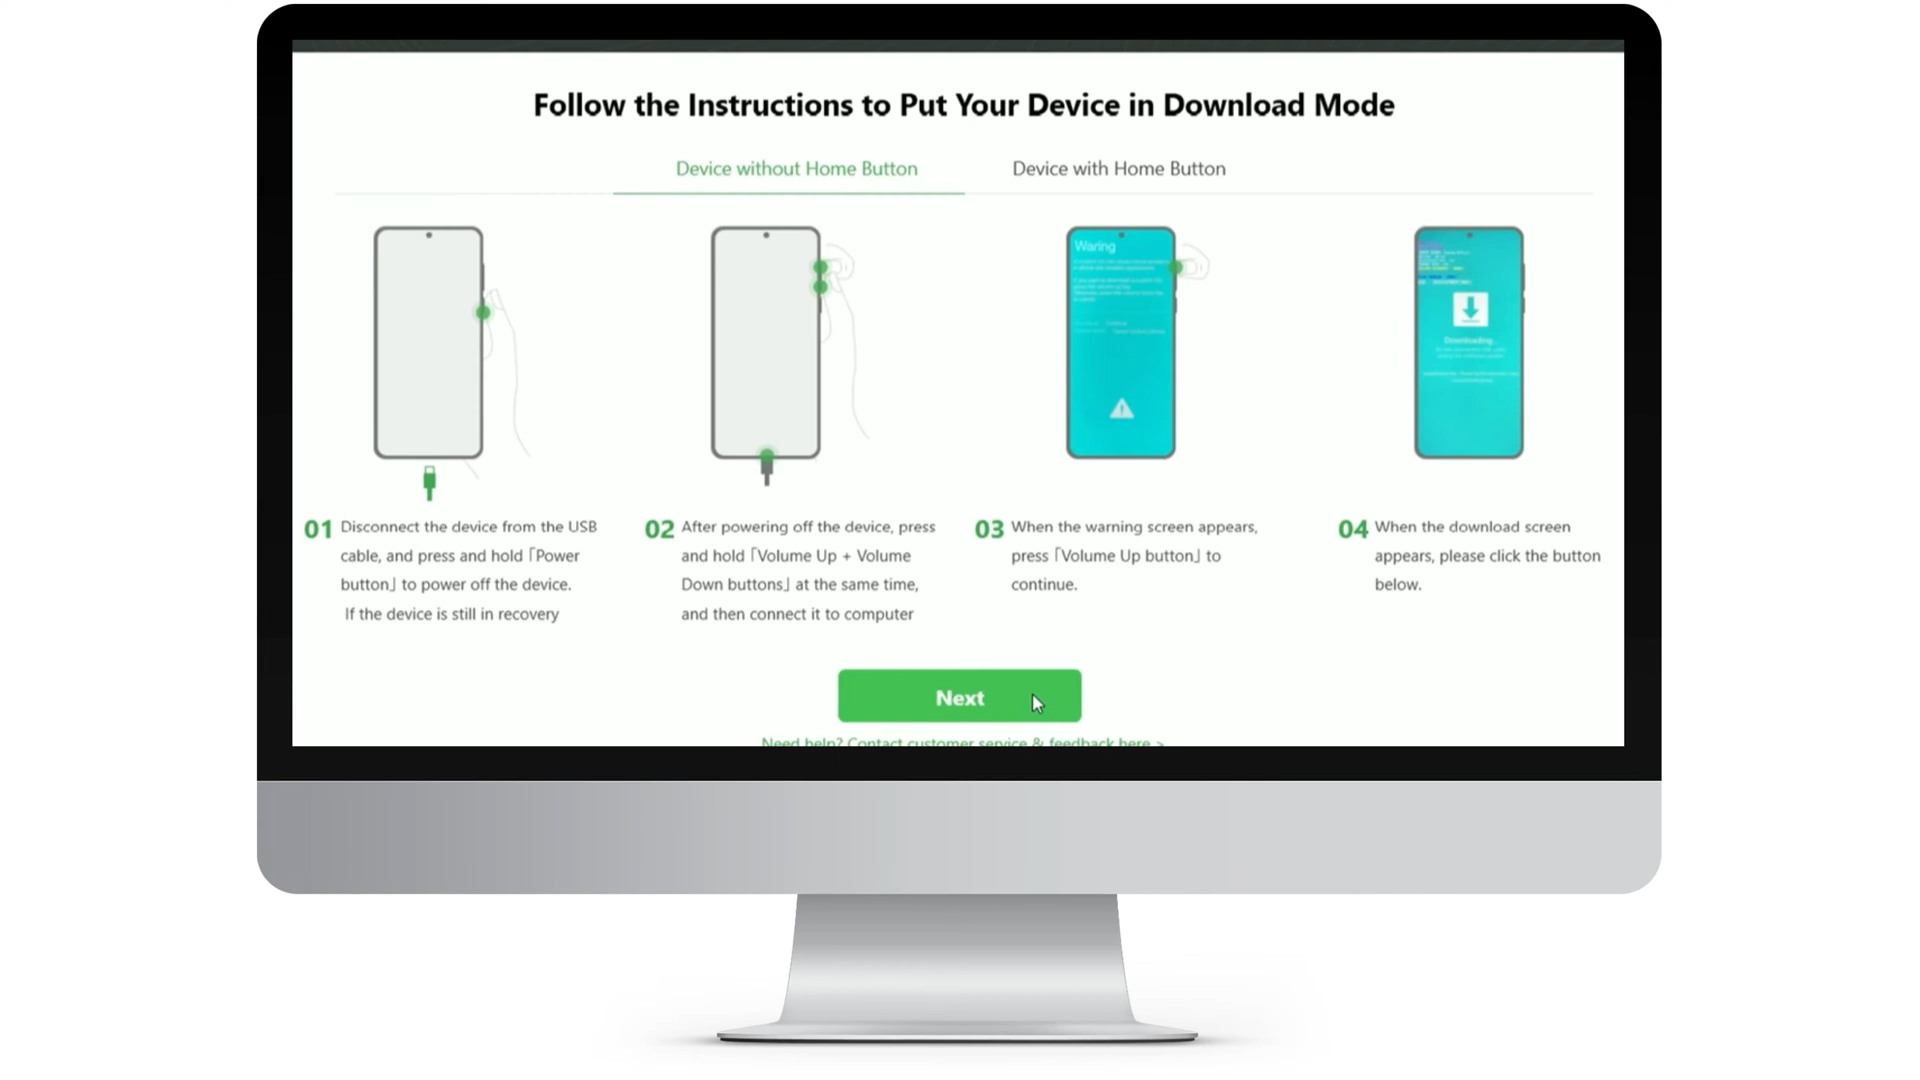 Follow the Instructions to Put Your Device in Download Mode
Device without Home Button
Device with Home Button
Waring
Downloading...
01 Disconnect the device from the USB
cable, and press and hold「Power
button」to power off the device.
If the device is still in recovery
02 After powering off the device, press
and hold「Volume Up + Volume
Down buttons」at the same time,
and then connect it to computer
03 When the warning screen appears,
press「Volume Up button」to
continue.
04 When the download screen
appears, please click the button
below.
Next
Need help? Contact customer service & feedback here >